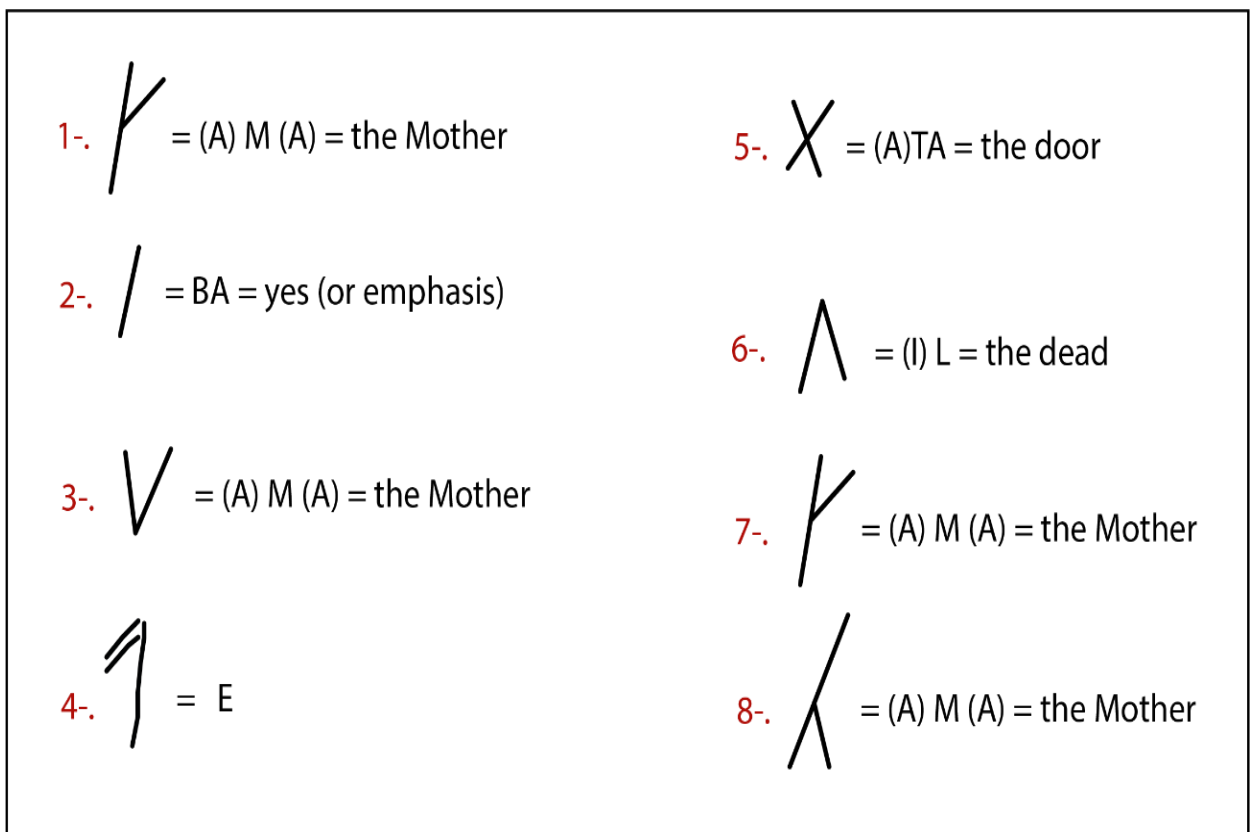 1-. = (A) M (A) = the Mother
2-. = BA = yes (or emphasis)
3-. = (A) M (A) = the Mother
4-. = E
5-. = (A)TA = the door
6-. = (I) L = the dead
7-. = (A) M (A) = the Mother
8-. = (A) M (A) = the Mother